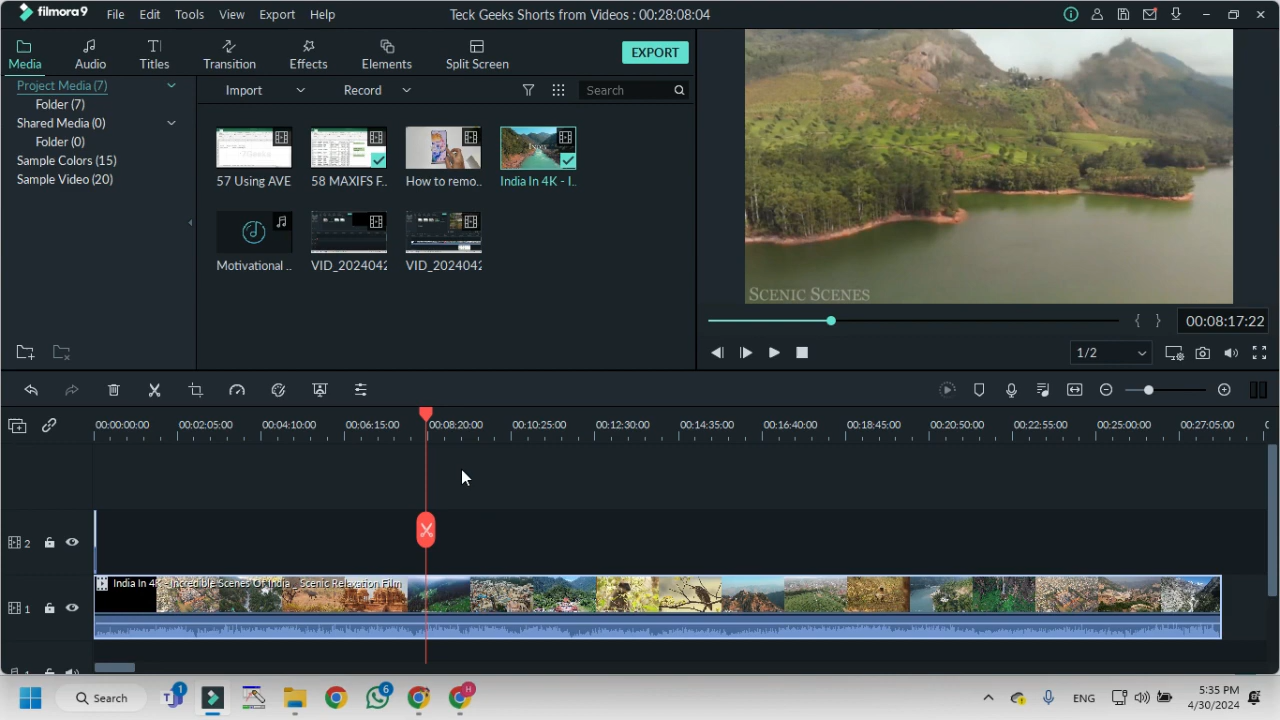 filmora9 File Edit Tools View Export Help Teck Geeks Shorts from Videos : 00:28:08:04
Media Audio Titles Transition Effects Elements Split Screen EXPORT
Project Media (7)
Folder (7)
Shared Media (0)
Folder (0)
Sample Colors (15)
Sample Video (20)
Import Record Search
57 Using AVE 58 MAXIFS F.. How to remo.. India In 4K - I..
Motivational .. VID_2024042 VID_2024042
SCENIC SCENES
{ } 00:08:17:22
1/2
00:00:00:00 00:02:05:00 00:04:10:00 00:06:15:00 00:08:20:00 00:10:25:00 00:12:30:00 00:14:35:00 00:16:40:00 00:18:45:00 00:20:50:00 00:22:55:00 00:25:00:00 00:27:05:00
2
India In 4K - Incredible Scenes Of India _ Scenic Relaxation Film
1
Search 1 6 H ENG 5:35 PM
4/30/2024